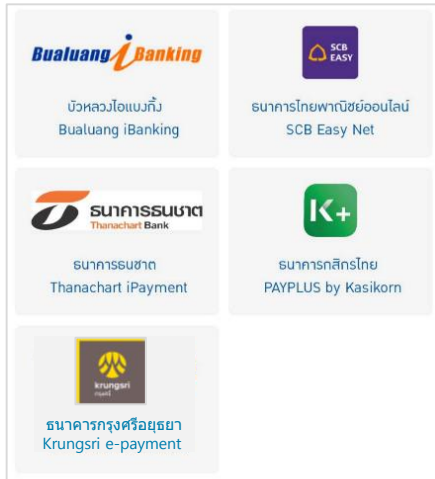 Bualuang iBanking
บัวหลวงไอแบงกิ้ง
Bualuang iBanking
SCB
EASY
ธนาคารไทยพาณิชย์ออนไลน์
SCB Easy Net
ธนาคารธนชาต
Thanachart Bank
ธนาคารธนชาต
Thanachart iPayment
K+
ธนาคารกสิกรไทย
PAYPLUS by Kasikorn
krungsri
กรุงศรี
ธนาคารกรุงศรีอยุธยา
Krungsri e-payment